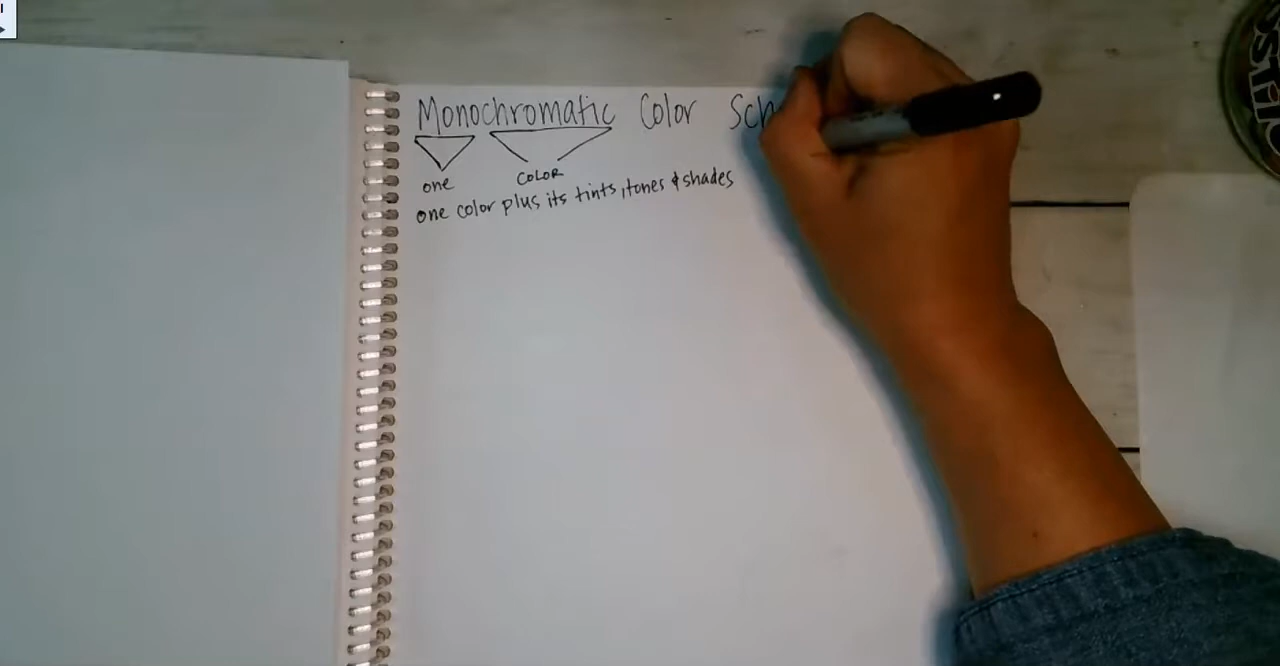 Monochromatic Color Sch
one COLOR
one color plus its tints, tones & shades